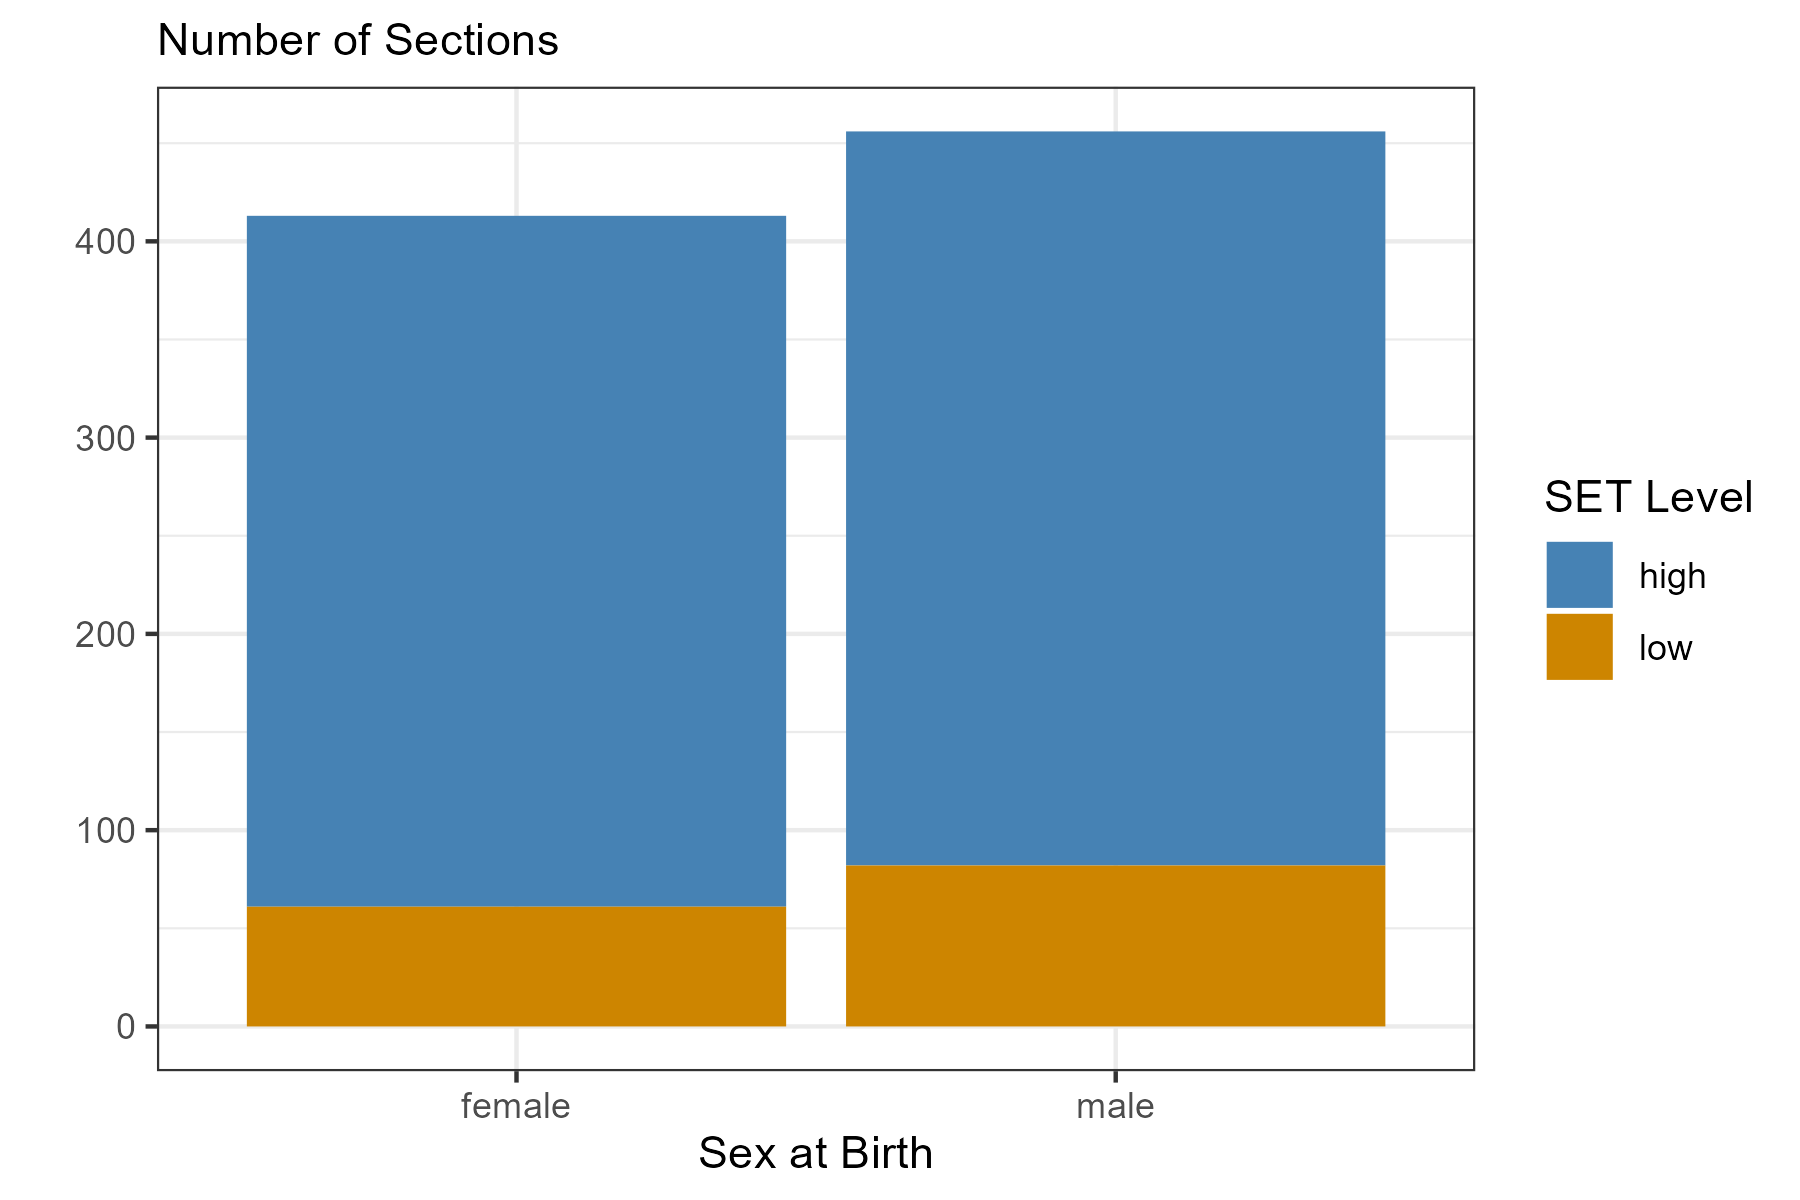 Number of Sections
400
300
200
100
0
female
male
Sex at Birth
SET Level
high
low